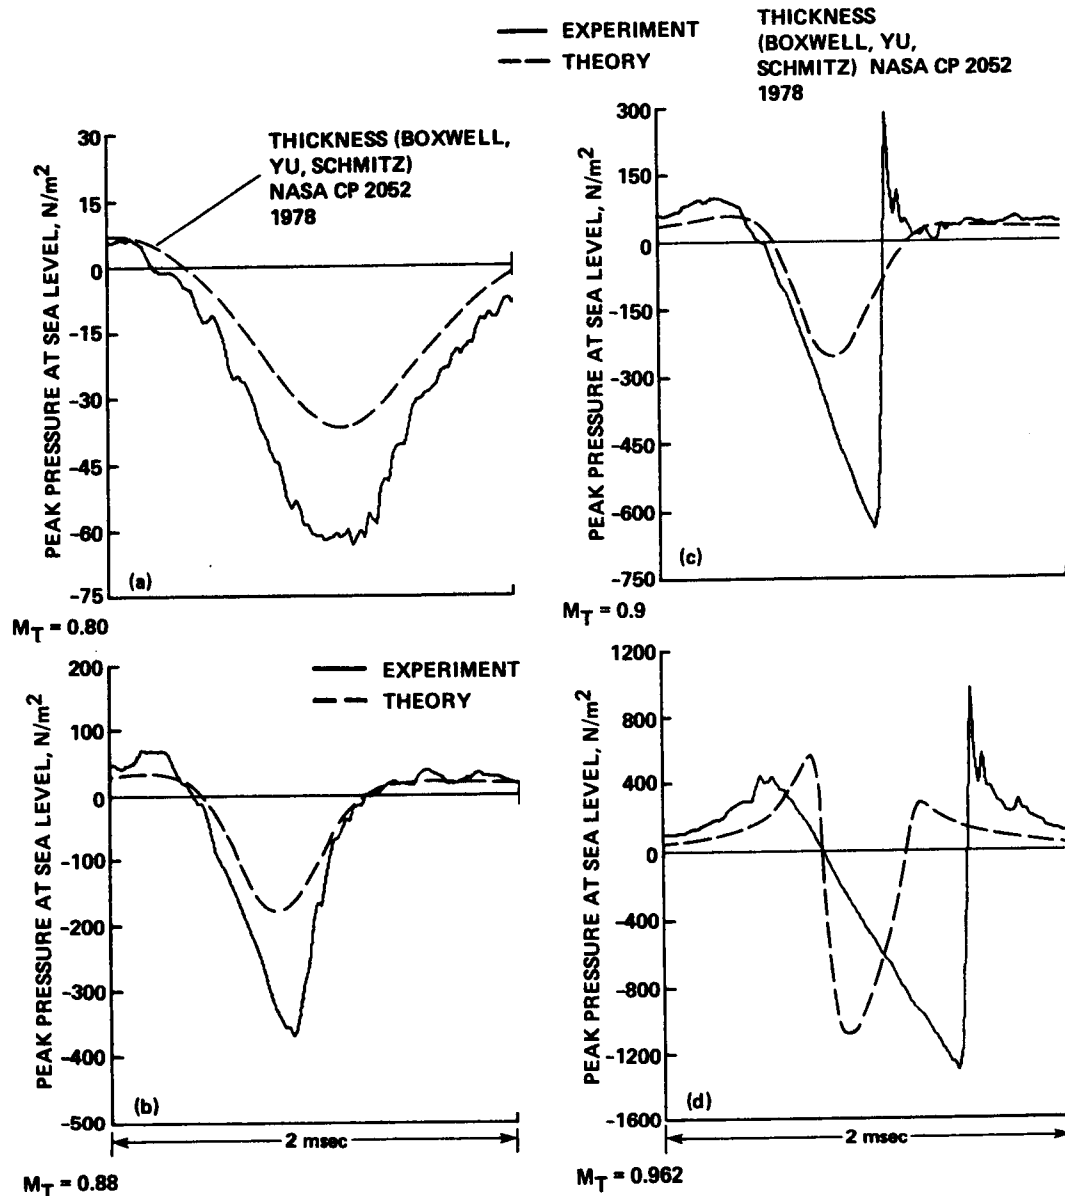 EXPERIMENT
THEORY
THICKNESS
(BOXWELL, YU,
SCHMITZ) NASA CP 2052
1978
PEAK PRESSURE AT SEA LEVEL, N/m²
30
15
0
-15
-30
-45
-60
-75
THICKNESS (BOXWELL,
YU, SCHMITZ)
NASA CP 2052
1978
(a)
M_T = 0.80
PEAK PRESSURE AT SEA LEVEL, N/m²
300
150
0
-150
-300
-450
-600
-750
(c)
M_T = 0.9
PEAK PRESSURE AT SEA LEVEL, N/m²
200
100
0
-100
-200
-300
-400
-500
EXPERIMENT
THEORY
(b)
2 msec
M_T = 0.88
PEAK PRESSURE AT SEA LEVEL, N/m²
1200
800
400
0
-400
-800
-1200
-1600
(d)
2 msec
M_T = 0.962